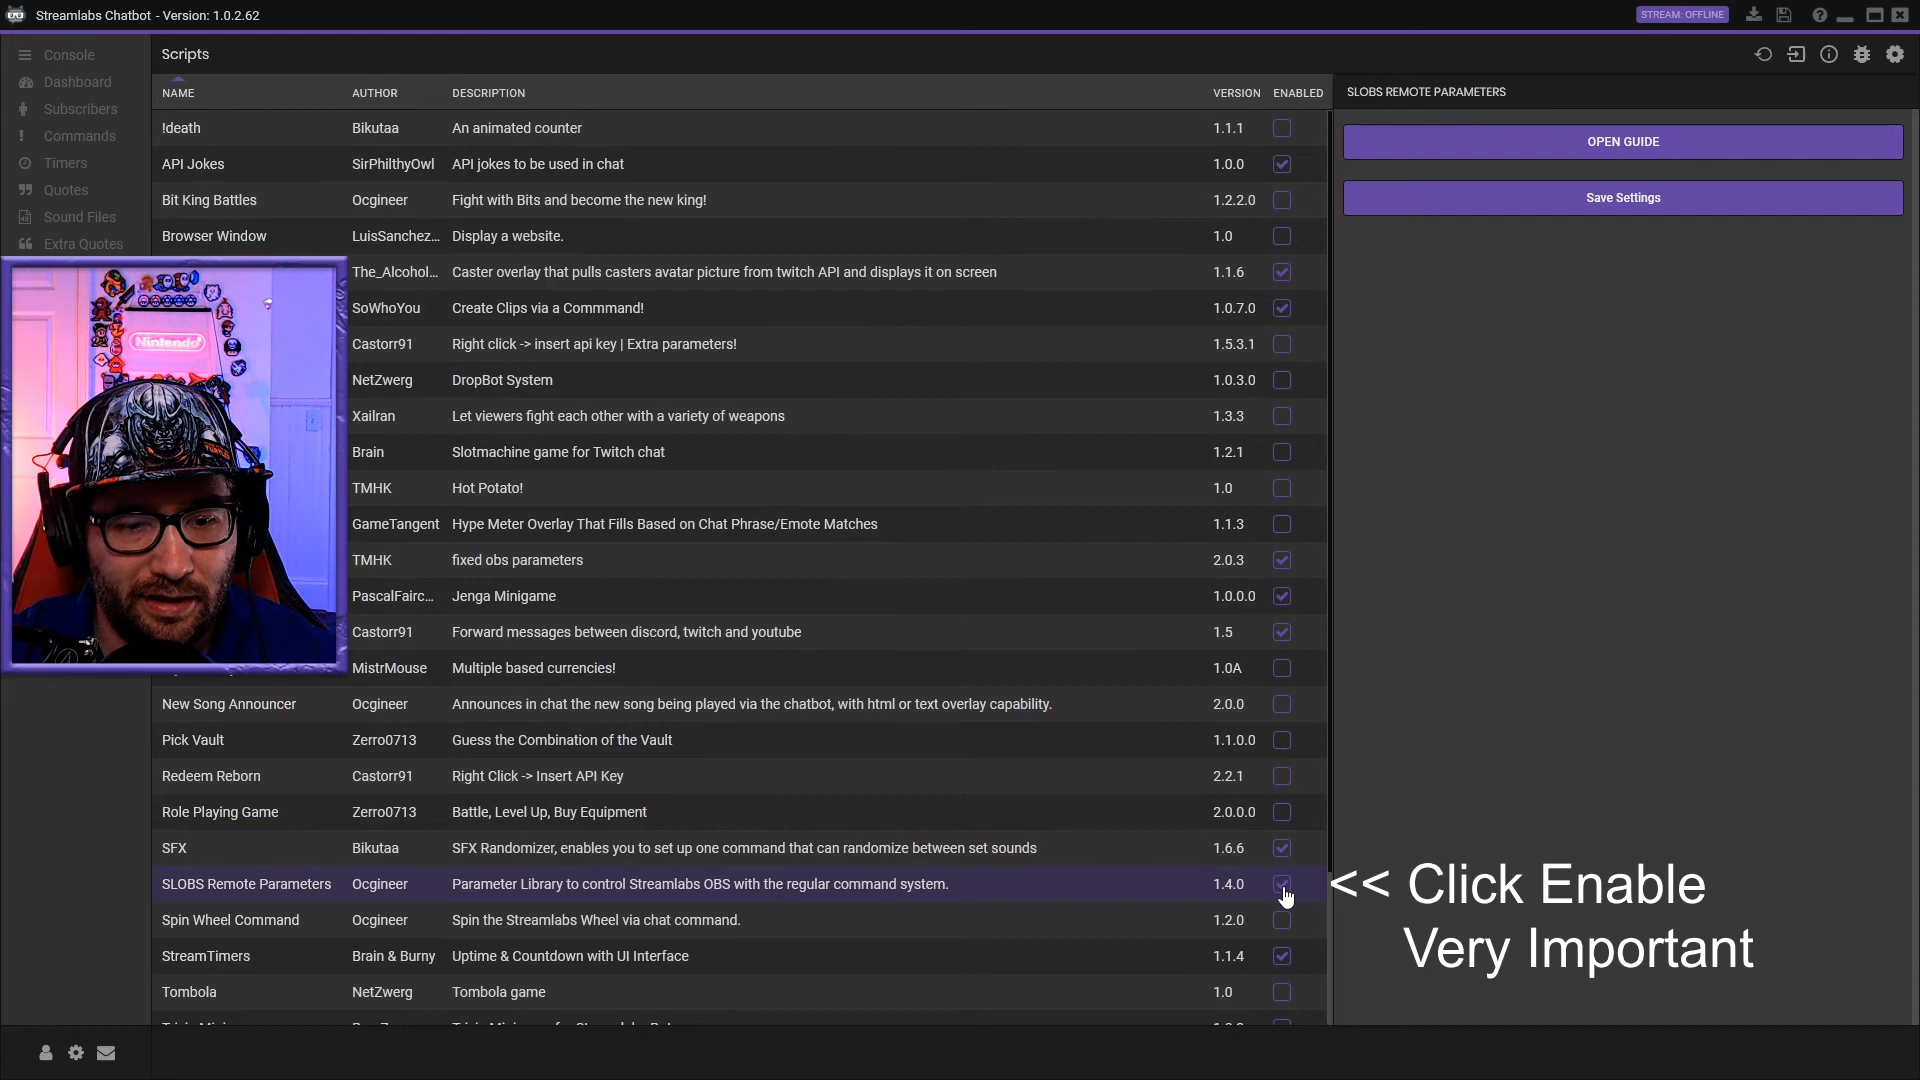 Streamlabs Chatbot - Version: 1.0.2.62
STREAM: OFFLINE
Console
Dashboard
Subscribers
Commands
Timers
Quotes
Sound Files
Extra Quotes
Scripts
NAME AUTHOR DESCRIPTION VERSION ENABLED
!death Bikutaa An animated counter 1.1.1
API Jokes SirPhilthyOwl API jokes to be used in chat 1.0.0
Bit King Battles Ocgineer Fight with Bits and become the new king! 1.2.2.0
Browser Window LuisSanchez... Display a website. 1.0
The_Alcohol... Caster overlay that pulls casters avatar picture from twitch API and displays it on screen 1.1.6
SoWhoYou Create Clips via a Commmand! 1.0.7.0
Castorr91 Right click -> insert api key | Extra parameters! 1.5.3.1
NetZwerg DropBot System 1.0.3.0
Xailran Let viewers fight each other with a variety of weapons 1.3.3
Brain Slotmachine game for Twitch chat 1.2.1
TMHK Hot Potato! 1.0
GameTangent Hype Meter Overlay That Fills Based on Chat Phrase/Emote Matches 1.1.3
TMHK fixed obs parameters 2.0.3
PascalFairc... Jenga Minigame 1.0.0.0
Castorr91 Forward messages between discord, twitch and youtube 1.5
MistrMouse Multiple based currencies! 1.0A
New Song Announcer Ocgineer Announces in chat the new song being played via the chatbot, with html or text overlay capability. 2.0.0
Pick Vault Zerro0713 Guess the Combination of the Vault 1.1.0.0
Redeem Reborn Castorr91 Right Click -> Insert API Key 2.2.1
Role Playing Game Zerro0713 Battle, Level Up, Buy Equipment 2.0.0.0
SFX Bikutaa SFX Randomizer, enables you to set up one command that can randomize between set sounds 1.6.6
SLOBS Remote Parameters Ocgineer Parameter Library to control Streamlabs OBS with the regular command system. 1.4.0
Spin Wheel Command Ocgineer Spin the Streamlabs Wheel via chat command. 1.2.0
StreamTimers Brain & Burny Uptime & Countdown with UI Interface 1.1.4
Tombola NetZwerg Tombola game 1.0
SLOBS REMOTE PARAMETERS
OPEN GUIDE
Save Settings
Nintendo
<< Click Enable
Very Important